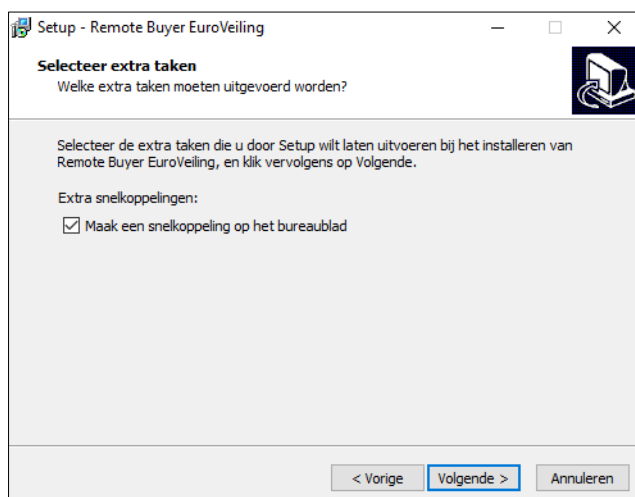 Setup - Remote Buyer EuroVeiling
Selecteer extra taken
Welke extra taken moeten uitgevoerd worden?
Selecteer de extra taken die u door Setup wilt laten uitvoeren bij het installeren van
Remote Buyer EuroVeiling, en klik vervolgens op Volgende.
Extra snelkoppelingen:
Maak een snelkoppeling op het bureaublad
< Vorige
Volgende >
Annuleren